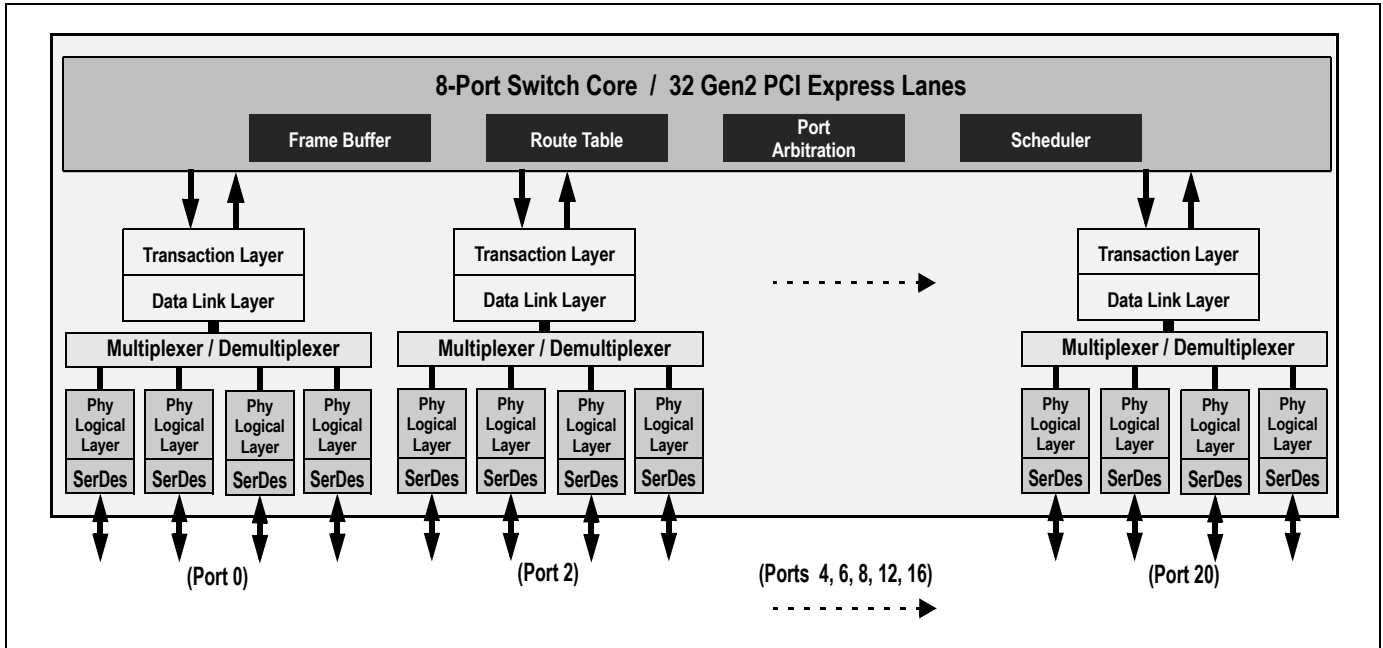 8-Port Switch Core / 32 Gen2 PCI Express Lanes
Frame Buffer
Route Table
Port
Arbitration
Scheduler
Transaction Layer
Data Link Layer
Multiplexer / Demultiplexer
Phy
Logical
Layer
SerDes
Phy
Logical
Layer
SerDes
Phy
Logical
Layer
SerDes
Phy
Logical
Layer
SerDes
(Port 0)
Transaction Layer
Data Link Layer
Multiplexer / Demultiplexer
Phy
Logical
Layer
SerDes
Phy
Logical
Layer
SerDes
Phy
Logical
Layer
SerDes
Phy
Logical
Layer
SerDes
(Port 2)
(Ports 4, 6, 8, 12, 16)
Transaction Layer
Data Link Layer
Multiplexer / Demultiplexer
Phy
Logical
Layer
SerDes
Phy
Logical
Layer
SerDes
Phy
Logical
Layer
SerDes
Phy
Logical
Layer
SerDes
(Port 20)